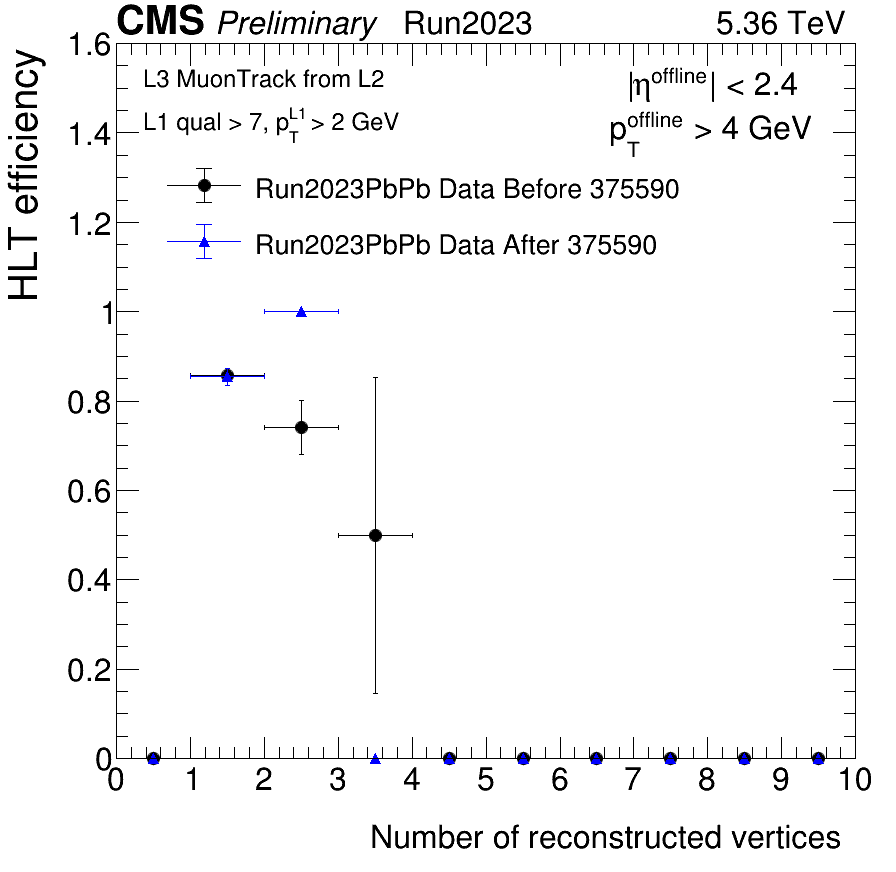 CMS Preliminary Run2023 5.36 TeV
L3 MuonTrack from L2
|η^offline| < 2.4
L1 qual > 7, p_T^L1 > 2 GeV
p_T^offline > 4 GeV
Run2023PbPb Data Before 375590
Run2023PbPb Data After 375590
HLT efficiency
1.6
1.4
1.2
1
0.8
0.6
0.4
0.2
0
0 1 2 3 4 5 6 7 8 9 10
Number of reconstructed vertices